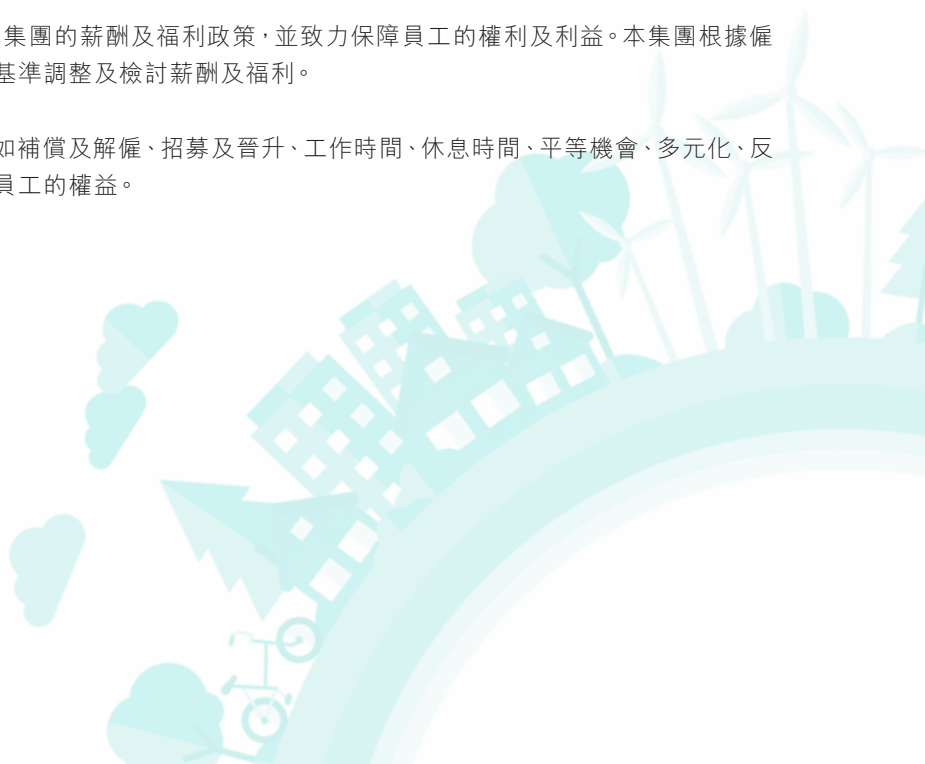 集團的薪酬及福利政策，並致力保障員工的權利及利益。本集團根據僱
基準調整及檢討薪酬及福利。
如補償及解僱、招募及晉升、工作時間、休息時間、平等機會、多元化、反
員工的權益。